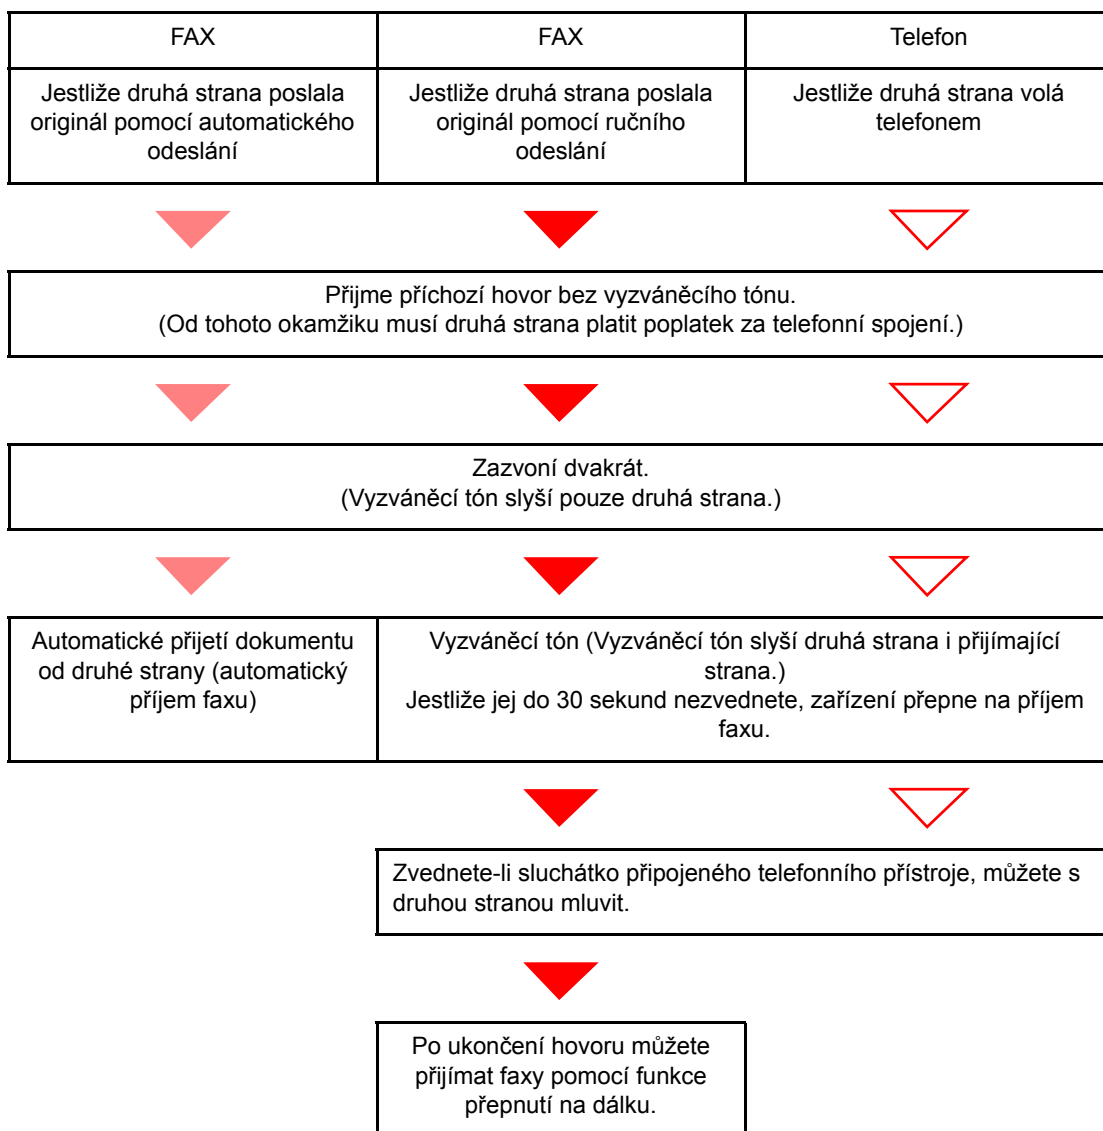 FAX
FAX
Telefon
Jestliže druhá strana poslala
originál pomocí automatického
odeslání
Jestliže druhá strana poslala
originál pomocí ručního
odeslání
Jestliže druhá strana volá
telefonem
Přijme příchozí hovor bez vyzváněcího tónu.
(Od tohoto okamžiku musí druhá strana platit poplatek za telefonní spojení.)
Zazvoní dvakrát.
(Vyzváněcí tón slyší pouze druhá strana.)
Automatické přijetí dokumentu
od druhé strany (automatický
příjem faxu)
Vyzváněcí tón (Vyzváněcí tón slyší druhá strana i přijímající
strana.)
Jestliže jej do 30 sekund nezvednete, zařízení přepne na příjem
faxu.
Zvednete-li sluchátko připojeného telefonního přístroje, můžete s
druhou stranou mluvit.
Po ukončení hovoru můžete
přijímat faxy pomocí funkce
přepnutí na dálku.